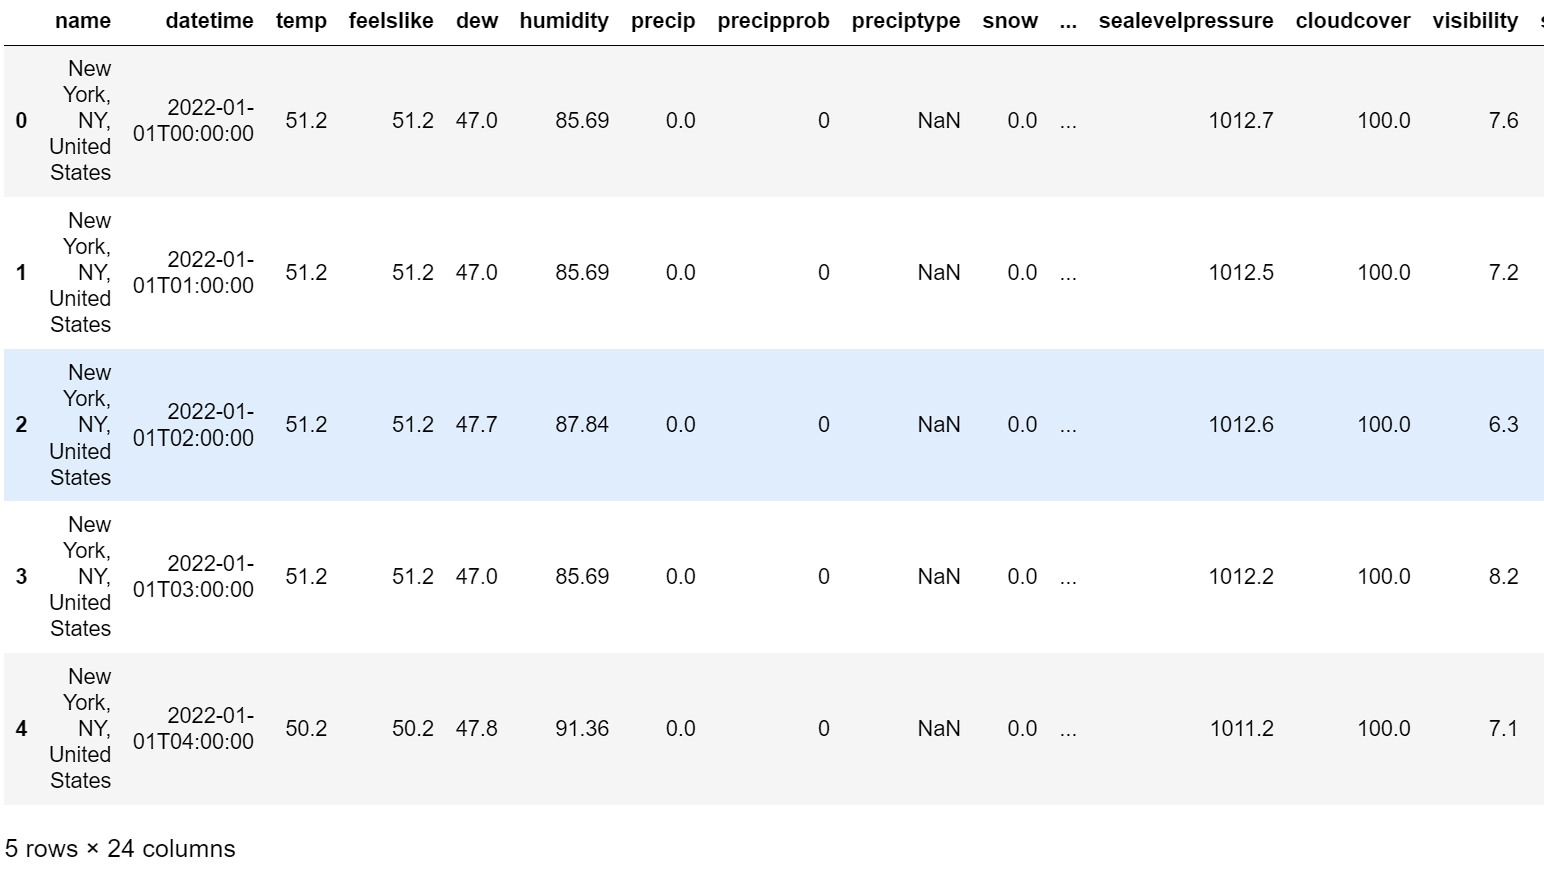 name datetime temp feelslike dew humidity precip precipprob preciptype snow ... sealevelpressure cloudcover visibility
0 New York, NY, United States 2022-01-01T00:00:00 51.2 51.2 47.0 85.69 0.0 0 NaN 0.0 ... 1012.7 100.0 7.6
1 New York, NY, United States 2022-01-01T01:00:00 51.2 51.2 47.0 85.69 0.0 0 NaN 0.0 ... 1012.5 100.0 7.2
2 New York, NY, United States 2022-01-01T02:00:00 51.2 51.2 47.7 87.84 0.0 0 NaN 0.0 ... 1012.6 100.0 6.3
3 New York, NY, United States 2022-01-01T03:00:00 51.2 51.2 47.0 85.69 0.0 0 NaN 0.0 ... 1012.2 100.0 8.2
4 New York, NY, United States 2022-01-01T04:00:00 50.2 50.2 47.8 91.36 0.0 0 NaN 0.0 ... 1011.2 100.0 7.1
5 rows × 24 columns